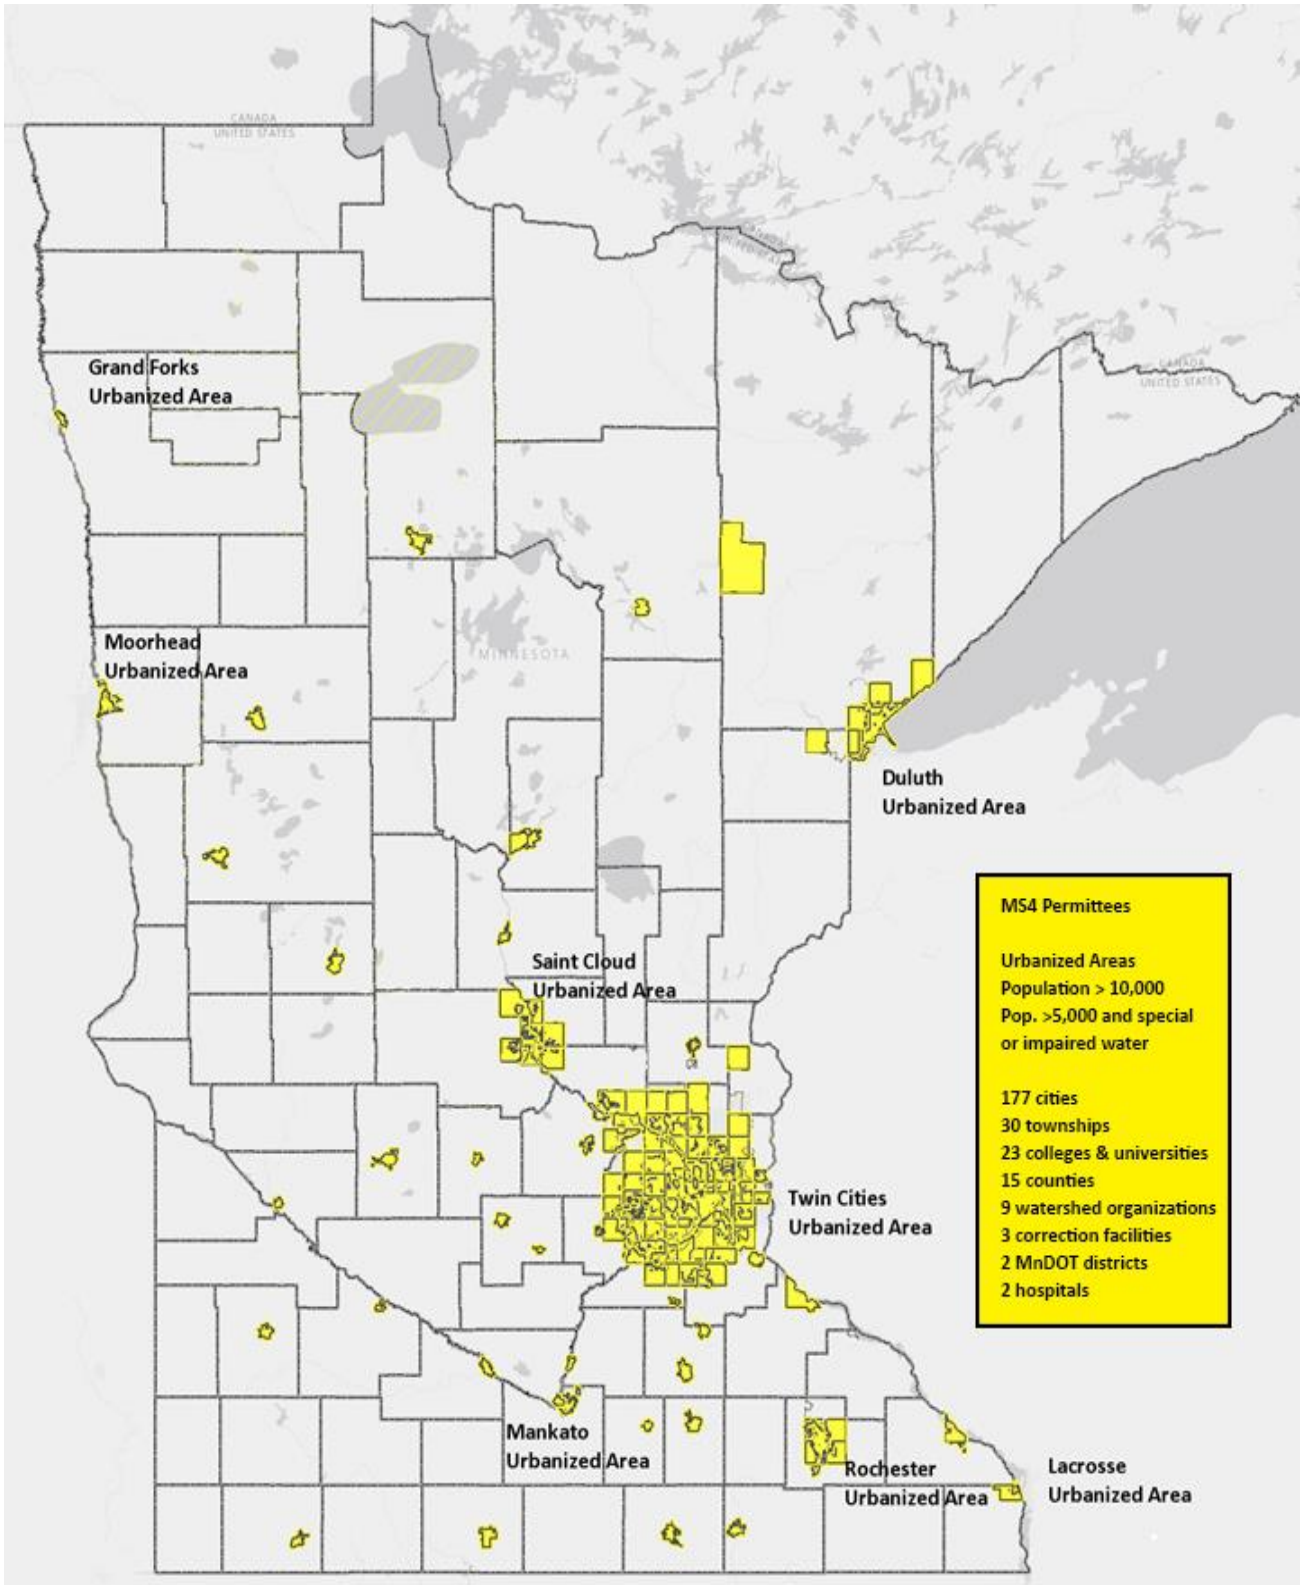 CANADA
UNITED STATES
Grand Forks
Urbanized Area
CANADA
UNITED STATES
Moorhead
Urbanized Area
MINNESOTA
Duluth
Urbanized Area
Saint Cloud
Urbanized Area
Twin Cities
Urbanized Area
Mankato
Urbanized Area
Rochester
Urbanized Area
Lacrosse
Urbanized Area
MS4 Permittees
Urbanized Areas
Population > 10,000
Pop. >5,000 and special
or impaired water
177 cities
30 townships
23 colleges & universities
15 counties
9 watershed organizations
3 correction facilities
2 MnDOT districts
2 hospitals